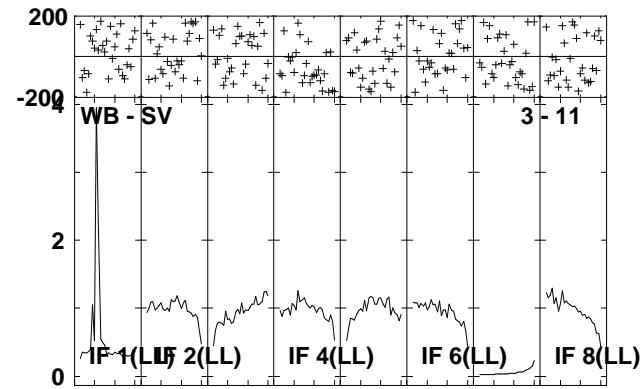 200
-200
4
WB - SV 3 - 11
2
IF 1(LL) IF 2(LL) IF 4(LL) IF 6(LL) IF 8(LL)
0